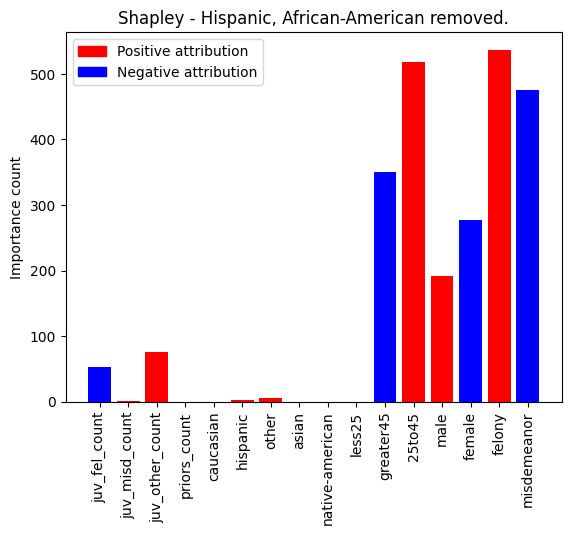 Shapley - Hispanic, African-American removed.
Positive attribution
Negative attribution
Importance count
500
400
300
200
100
0
juv_fel_count
juv_misd_count
juv_other_count
priors_count
caucasian
hispanic
other
asian
native-american
less25
greater45
25to45
male
female
felony
misdemeanor